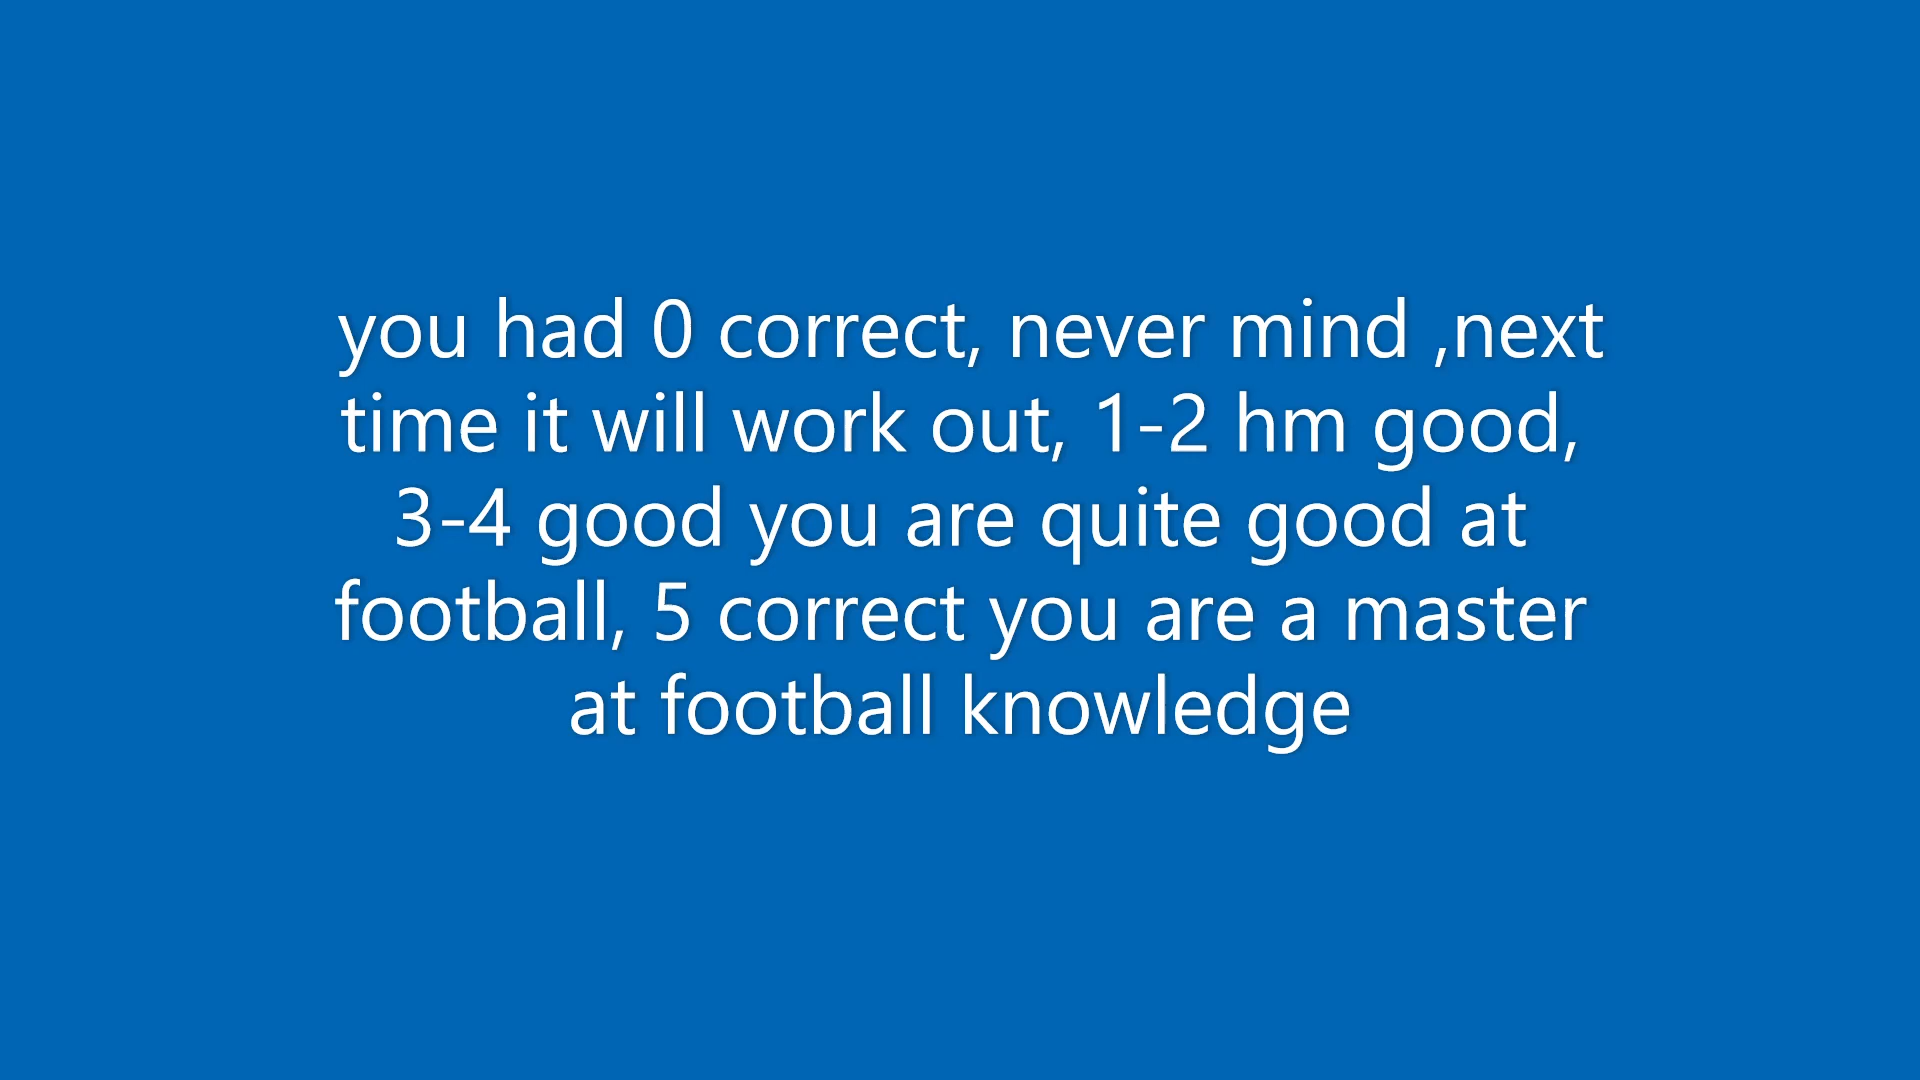 you had 0 correct, never mind ,next
time it will work out, 1-2 hm good,
3-4 good you are quite good at
football, 5 correct you are a master
at football knowledge